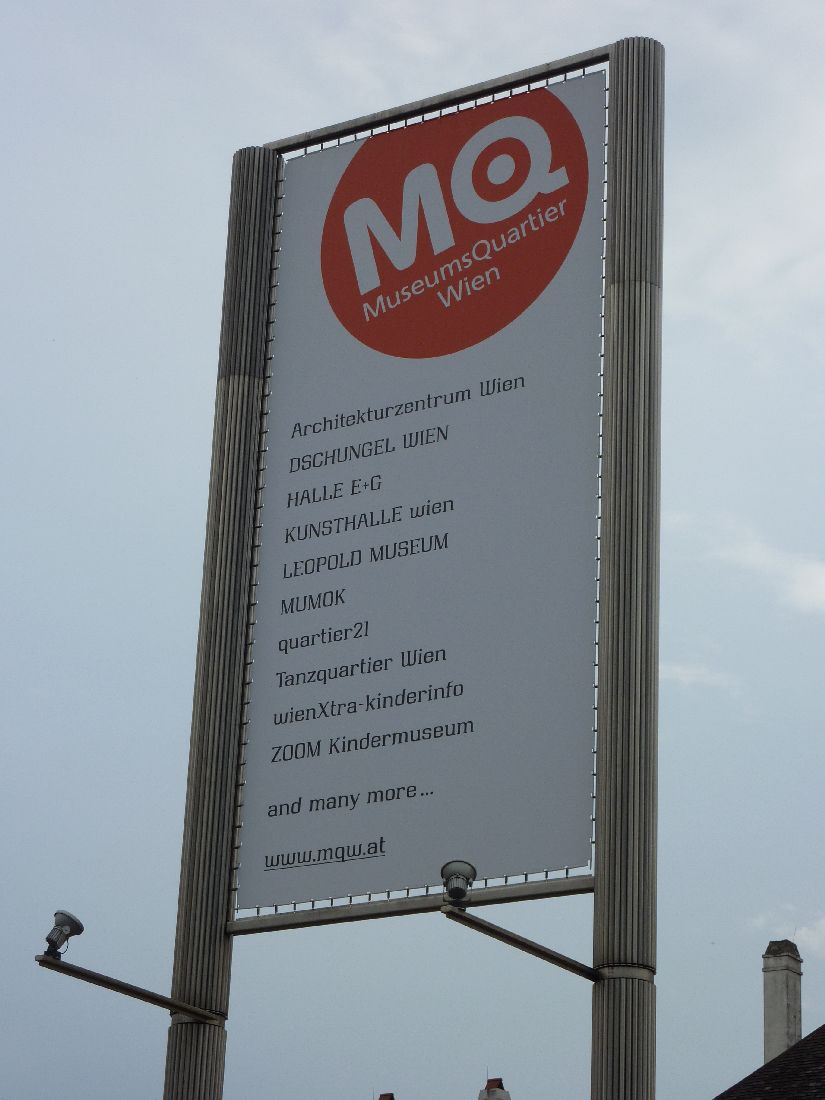 MQ
MuseumsQuartier
Wien
Architekturzentrum Wien
DSCHUNGEL WIEN
HALLE E+G
KUNSTHALLE wien
LEOPOLD MUSEUM
MUMOK
quartier21
Tanzquartier Wien
wienXtra-kinderinfo
ZOOM Kindermuseum
and many more...
www.mqw.at